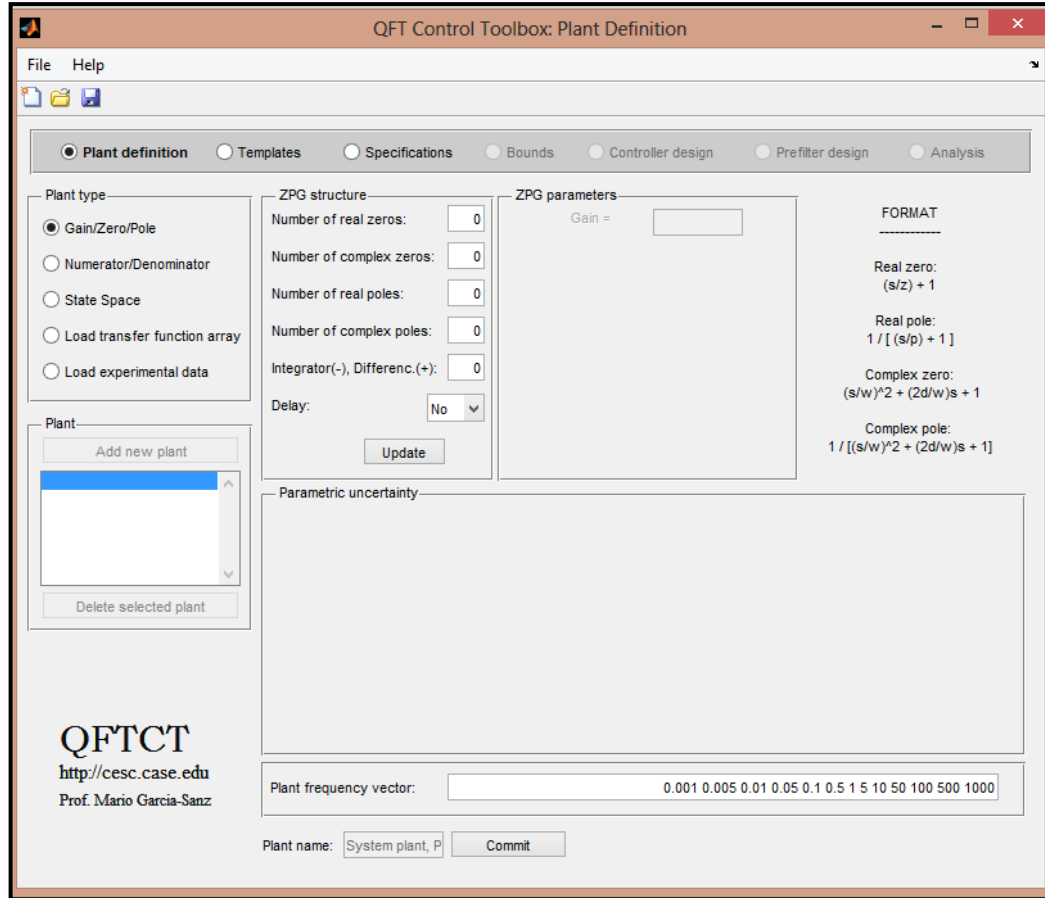 QFT Control Toolbox: Plant Definition
File Help
Plant definition Templates Specifications Bounds Controller design Prefilter design Analysis
Plant type
Gain/Zero/Pole
Numerator/Denominator
State Space
Load transfer function array
Load experimental data
Plant
Add new plant
Delete selected plant
ZPG structure
Number of real zeros: 0
Number of complex zeros: 0
Number of real poles: 0
Number of complex poles: 0
Integrator(-), Differenc.(+): 0
Delay: No
Update
ZPG parameters
Gain =
FORMAT
------------
Real zero:
(s/z) + 1
Real pole:
1 / [ (s/p) + 1 ]
Complex zero:
(s/w)^2 + (2d/w)s + 1
Complex pole:
1 / [(s/w)^2 + (2d/w)s + 1]
Parametric uncertainty
QFTCT
http://cesc.case.edu
Prof. Mario Garcia-Sanz
Plant frequency vector: 0.001 0.005 0.01 0.05 0.1 0.5 1 5 10 50 100 500 1000
Plant name: System plant, P Commit